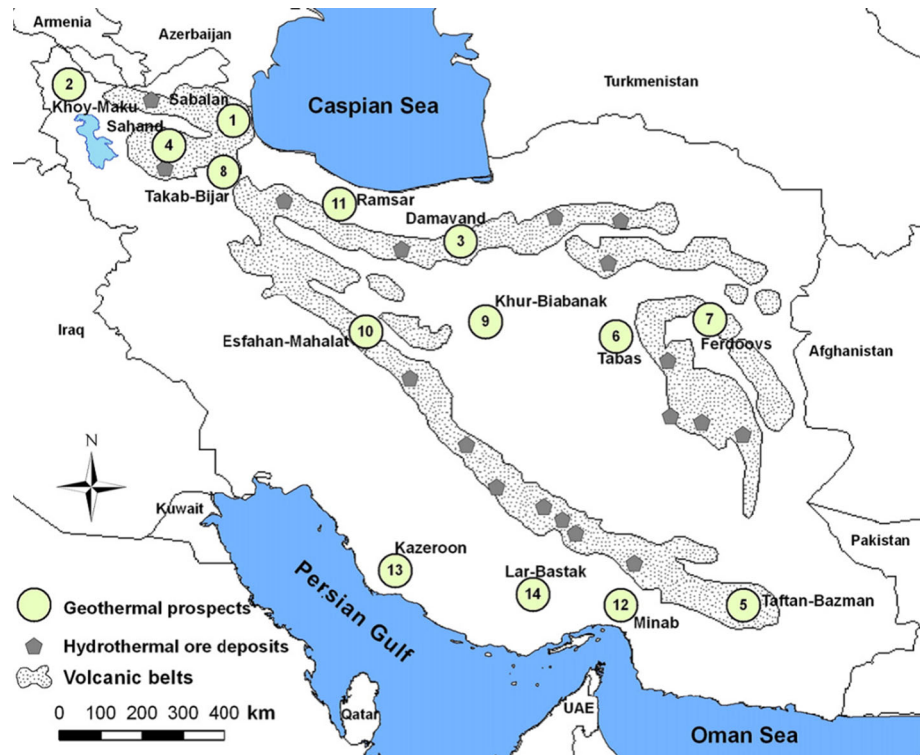 Armenia
Azerbaijan
Turkmenistan
2
Khoy-Maku
Sabalan
1
Caspian Sea
Sahand
4
8
Takab-Bijar
11
Ramsar
Damavand
3
Khur-Biabanak
9
7
Ferdoovs
6
Tabas
Iraq
Esfahan-Mahalat
10
Afghanistan
N
Kuwait
Pakistan
Kazeroon
13
Persian Gulf
Lar-Bastak
14
12
Minab
5
Taftan-Bazman
Geothermal prospects
Hydrothermal ore deposits
Volcanic belts
0 100 200 300 400 km
Qatar
UAE
Oman Sea